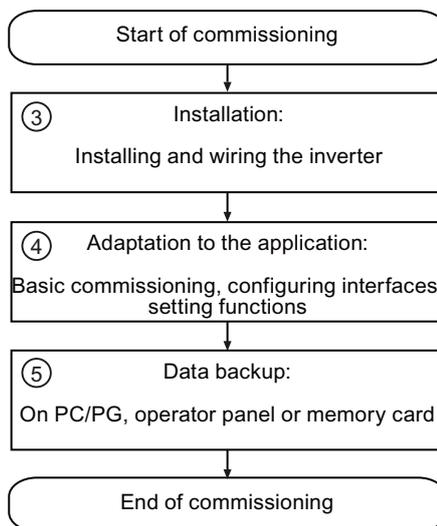 Start of commissioning
③ Installation:
Installing and wiring the inverter
④ Adaptation to the application:
Basic commissioning, configuring interfaces
setting functions
⑤ Data backup:
On PC/PG, operator panel or memory card
End of commissioning